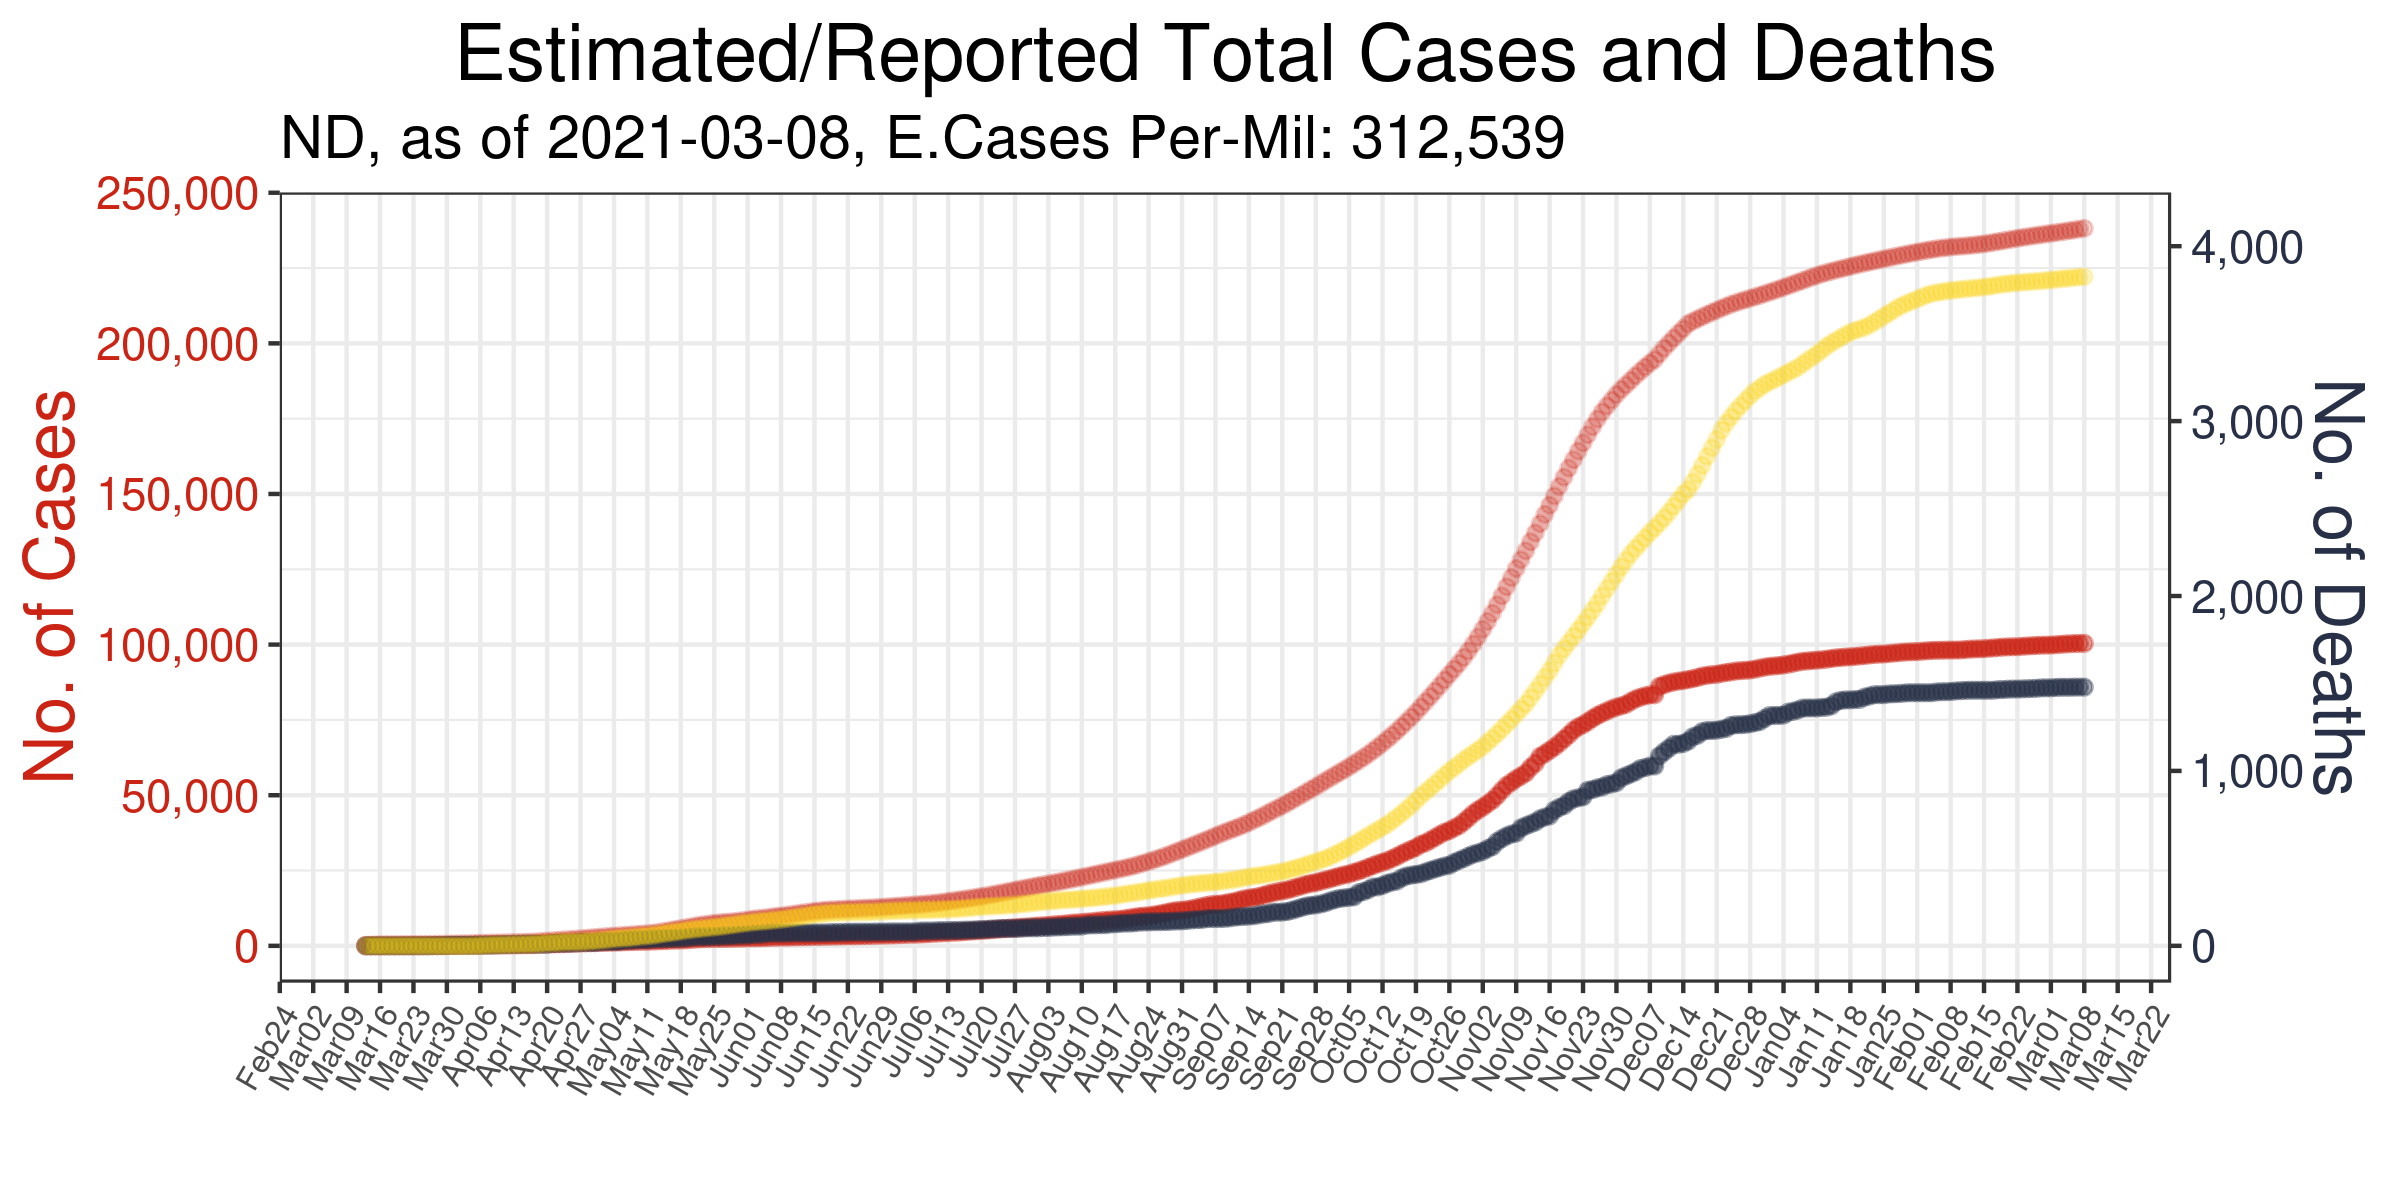 Estimated/Reported Total Cases and Deaths
ND, as of 2021-03-08, E.Cases Per-Mil: 312,539
No. of Cases
250,000
200,000
150,000
100,000
50,000
0
4,000
3,000
2,000
1,000
0
No. of Deaths
Feb24
Mar02
Mar09
Mar16
Mar23
Mar30
Apr06
Apr13
Apr20
Apr27
May04
May11
May18
May25
Jun01
Jun08
Jun15
Jun22
Jun29
Jul06
Jul13
Jul20
Jul27
Aug03
Aug10
Aug17
Aug24
Aug31
Sep07
Sep14
Sep21
Sep28
Oct05
Oct12
Oct19
Oct26
Nov02
Nov09
Nov16
Nov23
Nov30
Dec07
Dec14
Dec21
Dec28
Jan04
Jan11
Jan18
Jan25
Feb01
Feb08
Feb15
Feb22
Mar01
Mar08
Mar15
Mar22